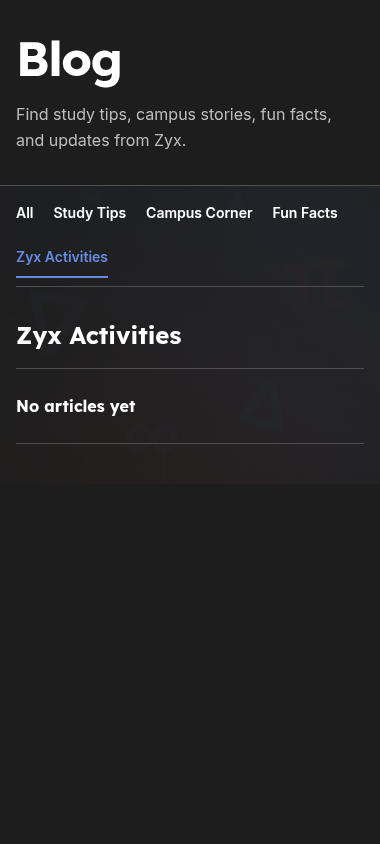 Blog
Find study tips, campus stories, fun facts,
and updates from Zyx.
All Study Tips Campus Corner Fun Facts
Zyx Activities
Zyx Activities
No articles yet